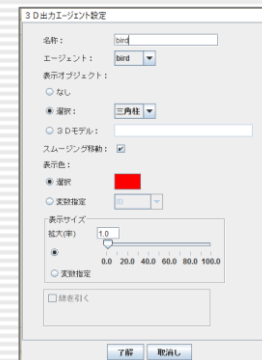 3D出力エージェント設定
名称: bird
エージェント: bird
表示オブジェクト:
なし
選択: 三角柱
3Dモデル:
スムージング移動:
表示色:
選択
変数指定 ID
表示サイズ
拡大(率) 1.0
0.0 20.0 40.0 60.0 80.0 100.0
変数指定
線を引く
了解 取消し